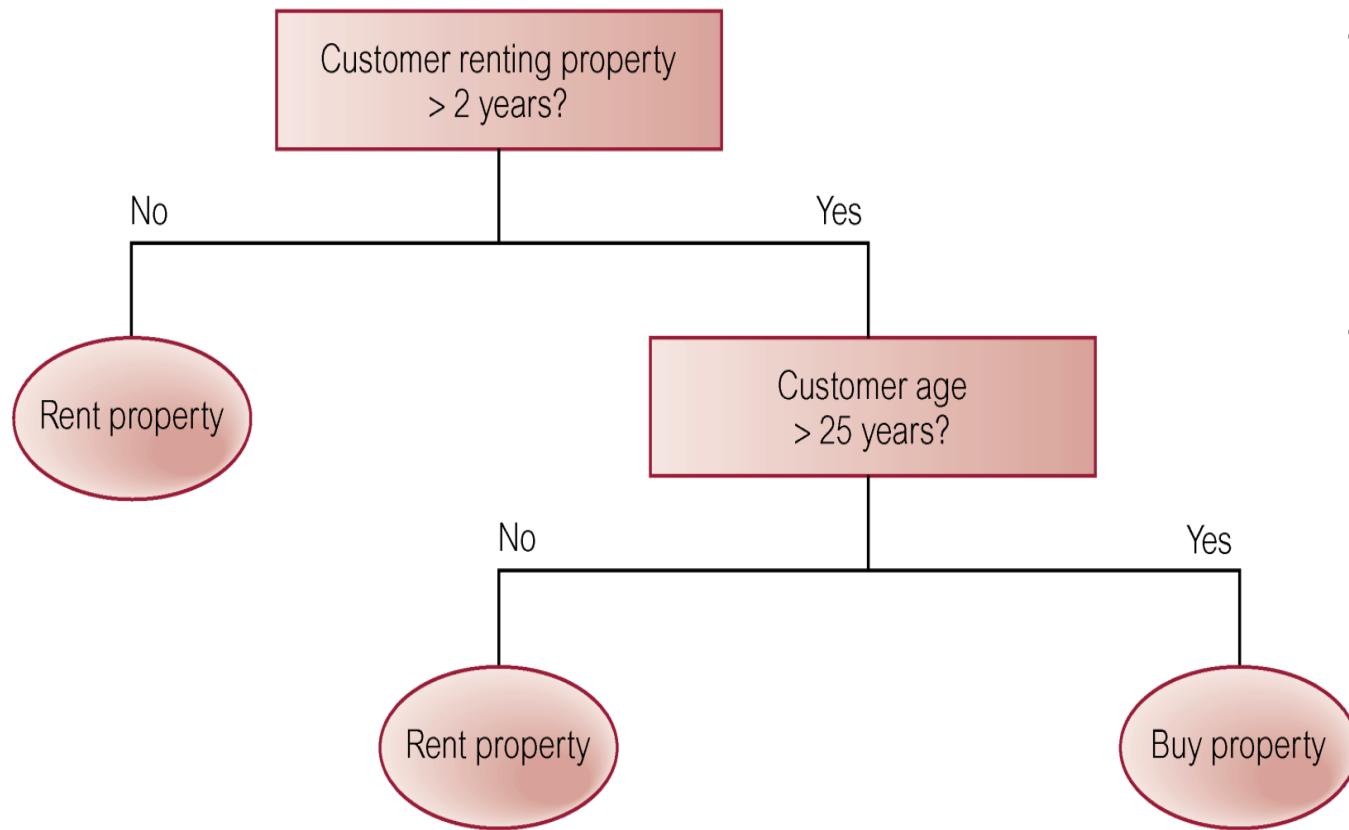 Customer renting property
> 2 years?
No
Yes
Rent property
Customer age
> 25 years?
No
Yes
Rent property
Buy property